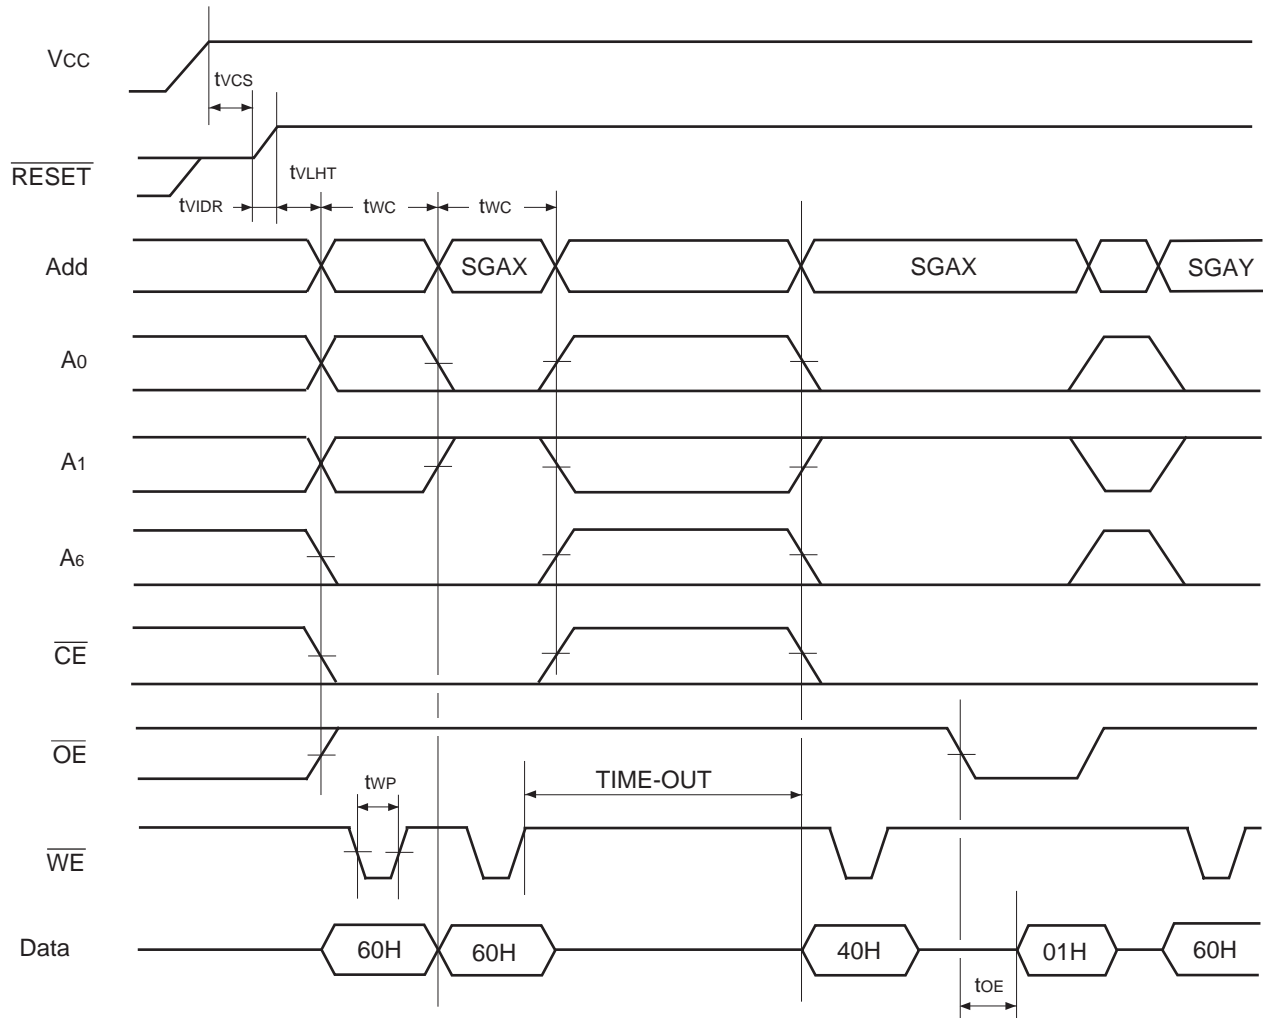 VCC
tVCS
RESET
tVLHT
tVIDR tWC tWC
Add SGAX SGAX SGAY
A0
A1
A6
CE
OE
tWP TIME-OUT
WE
Data 60H 60H 40H 01H 60H
tOE